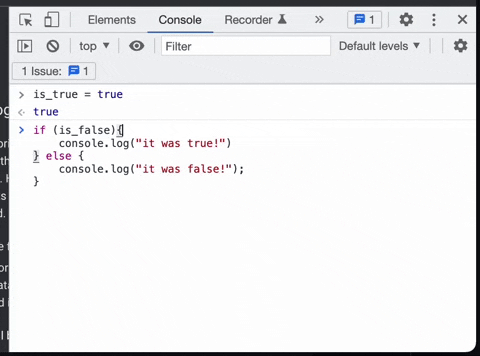 Elements Console Recorder » 1
top ▼ Filter Default levels ▼
1 Issue: 1
> is_true = true
true
> if (is_false){
console.log("it was true!")
} else {
console.log("it was false!");
}